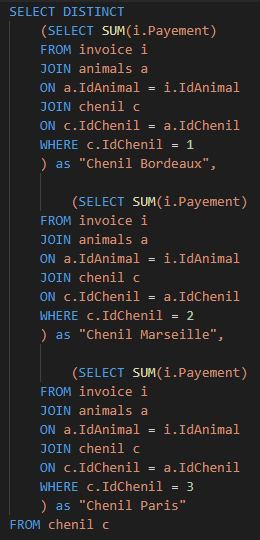 SELECT DISTINCT
(SELECT SUM(i.Payement)
FROM invoice i
JOIN animals a
ON a.IdAnimal = i.IdAnimal
JOIN chenil c
ON c.IdChenil = a.IdChenil
WHERE c.IdChenil = 1
) as "Chenil Bordeaux",
(SELECT SUM(i.Payement)
FROM invoice i
JOIN animals a
ON a.IdAnimal = i.IdAnimal
JOIN chenil c
ON c.IdChenil = a.IdChenil
WHERE c.IdChenil = 2
) as "Chenil Marseille",
(SELECT SUM(i.Payement)
FROM invoice i
JOIN animals a
ON a.IdAnimal = i.IdAnimal
JOIN chenil c
ON c.IdChenil = a.IdChenil
WHERE c.IdChenil = 3
) as "Chenil Paris"
FROM chenil c